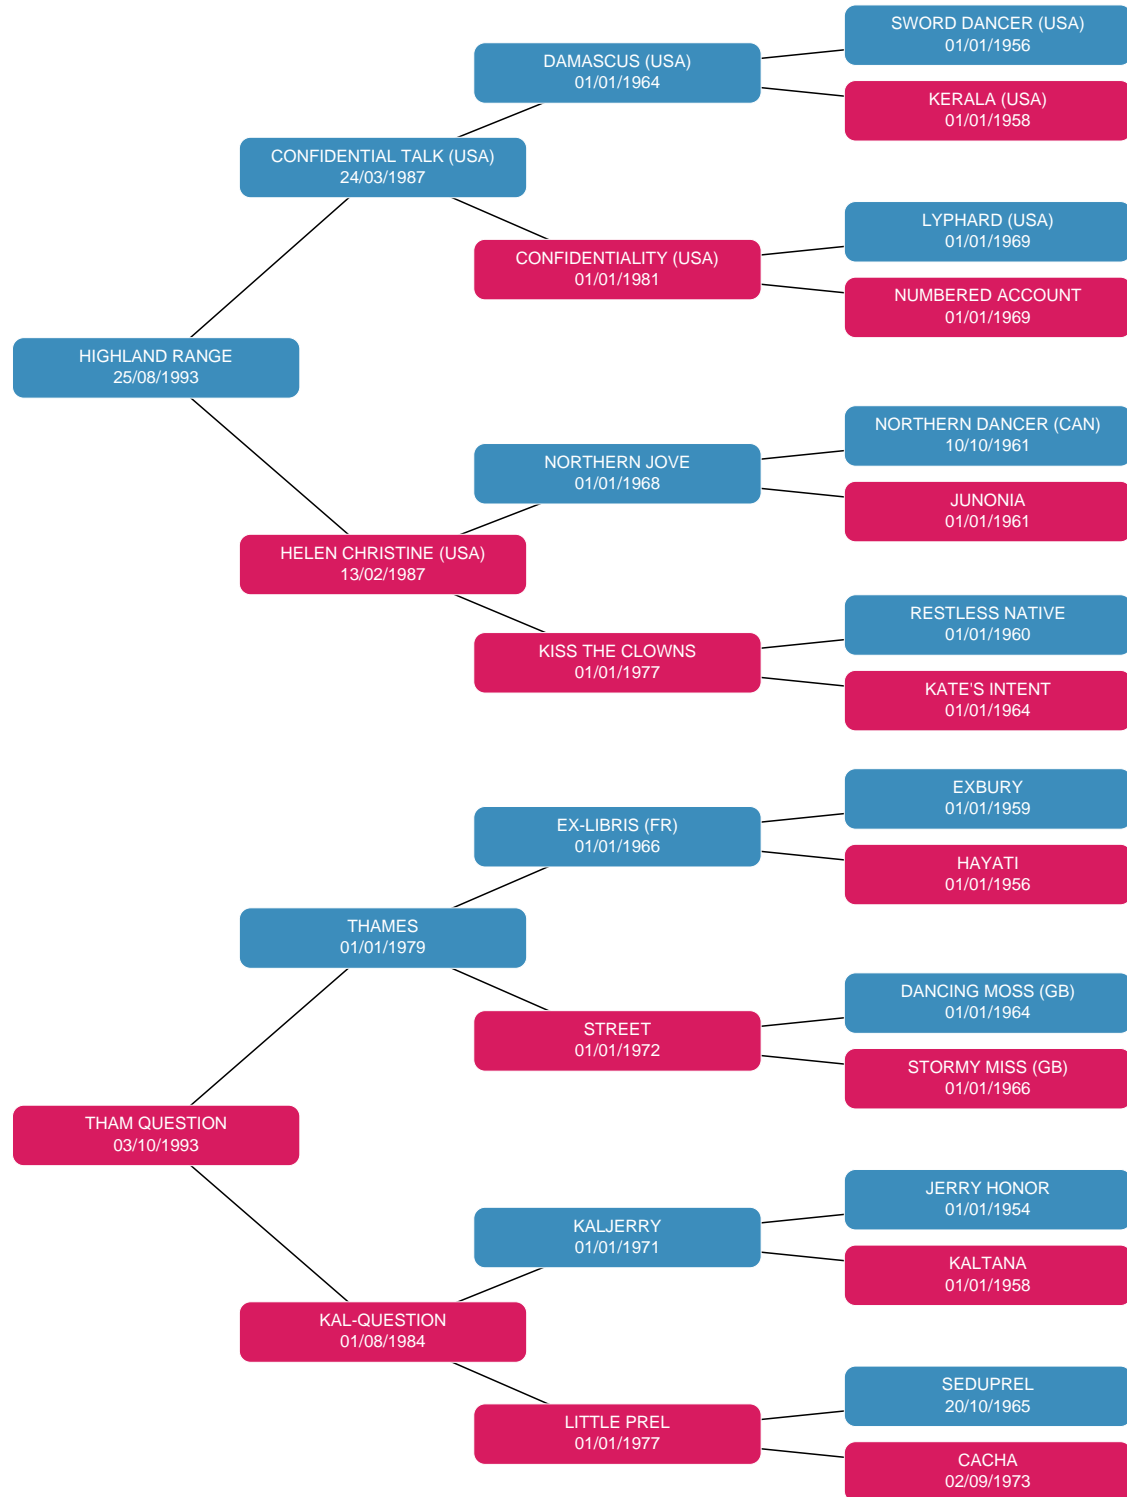 SWORD DANCER (USA)
01/01/1956
DAMASCUS (USA)
01/01/1964
KERALA (USA)
01/01/1958
CONFIDENTIAL TALK (USA)
24/03/1987
LYPHARD (USA)
01/01/1969
CONFIDENTIALITY (USA)
01/01/1981
NUMBERED ACCOUNT
01/01/1969
HIGHLAND RANGE
25/08/1993
NORTHERN DANCER (CAN)
10/10/1961
NORTHERN JOVE
01/01/1968
JUNONIA
01/01/1961
HELEN CHRISTINE (USA)
13/02/1987
RESTLESS NATIVE
01/01/1960
KISS THE CLOWNS
01/01/1977
KATE'S INTENT
01/01/1964
EXBURY
01/01/1959
EX-LIBRIS (FR)
01/01/1966
HAYATI
01/01/1956
THAMES
01/01/1979
DANCING MOSS (GB)
01/01/1964
STREET
01/01/1972
STORMY MISS (GB)
01/01/1966
THAM QUESTION
03/10/1993
JERRY HONOR
01/01/1954
KALJERRY
01/01/1971
KALTANA
01/01/1958
KAL-QUESTION
01/08/1984
SEDUPREL
20/10/1965
LITTLE PREL
01/01/1977
CACHA
02/09/1973